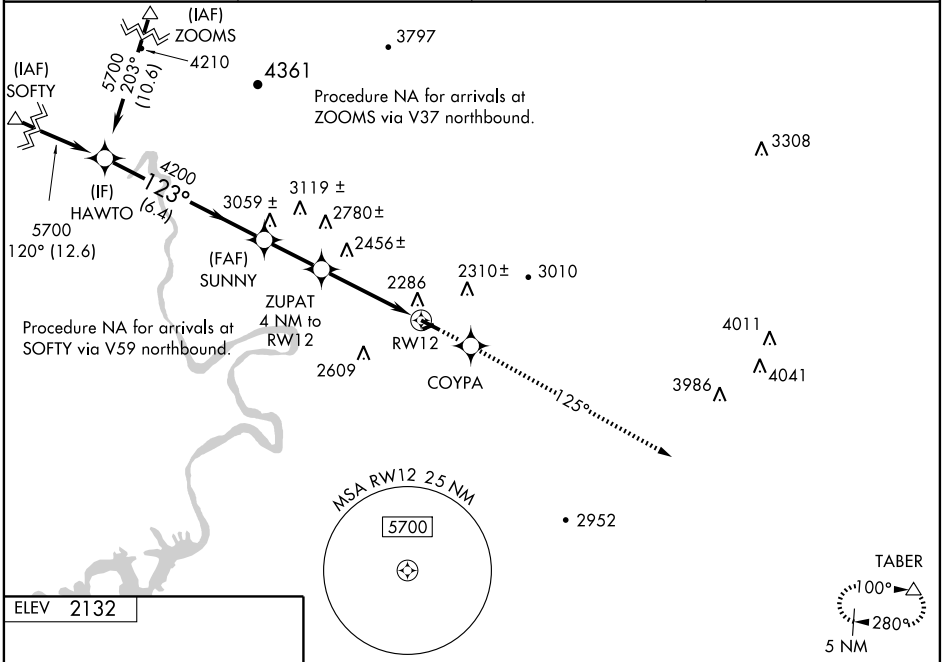 (IAF)
ZOOMS
4210
3797
(IAF)
SOFTY
5700
203°
(10.6)
4361
Procedure NA for arrivals at
ZOOMS via V37 northbound.
3308
4200
123°
(6.4)
(IF)
HAWTO
5700
120° (12.6)
3059 ±
3119 ±
2780±
2456±
(FAF)
SUNNY
ZUPAT
4 NM to
RW12
2286
2310±
3010
RW12
2609
COYPA
Procedure NA for arrivals at
SOFTY via V59 northbound.
4011
4041
3986
125°
MSA RW12 25 NM
5700
2952
TABER
100°
280°
5 NM
ELEV 2132